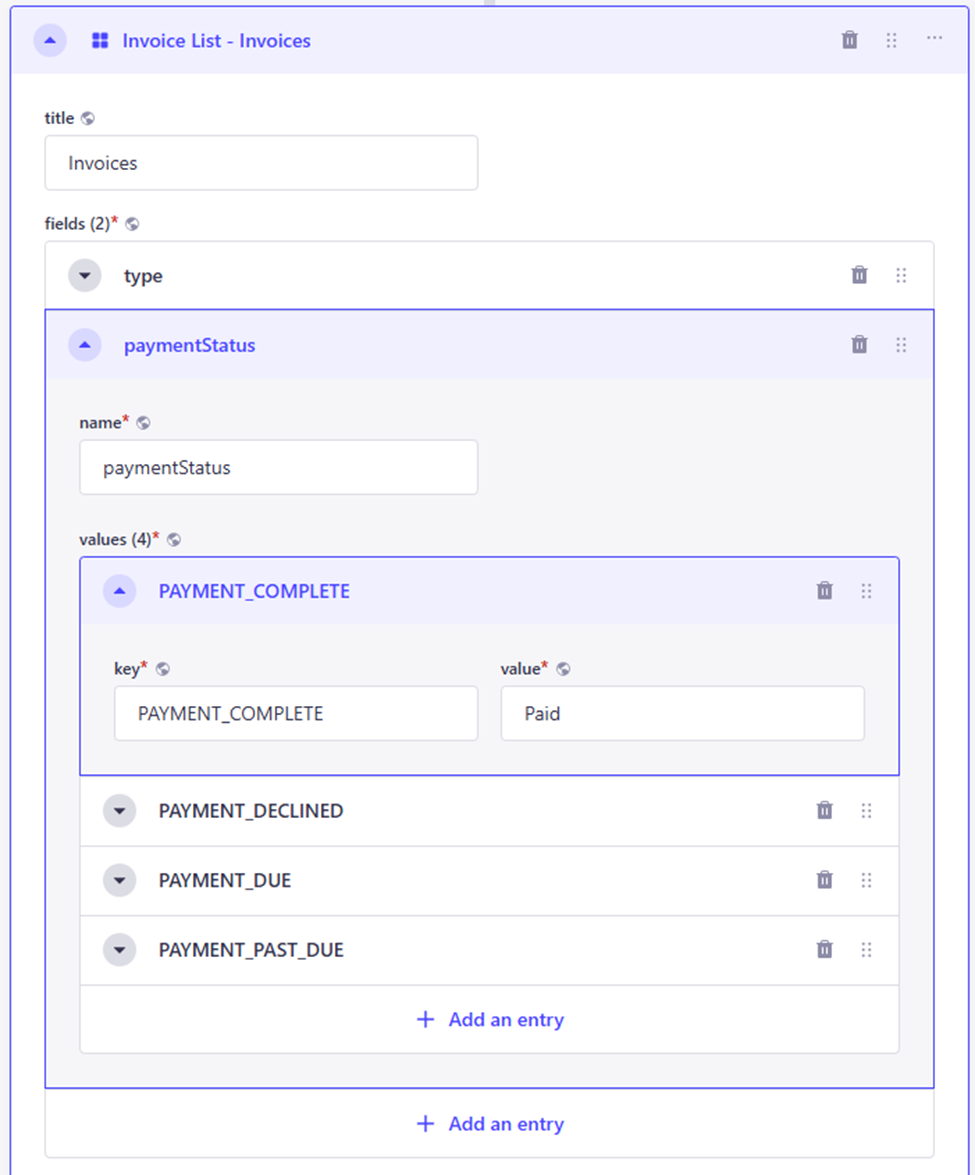 Invoice List - Invoices
title
Invoices
fields (2)*
type
paymentStatus
name*
paymentStatus
values (4)*
PAYMENT_COMPLETE
key* value*
PAYMENT_COMPLETE Paid
PAYMENT_DECLINED
PAYMENT_DUE
PAYMENT_PAST_DUE
+ Add an entry
+ Add an entry